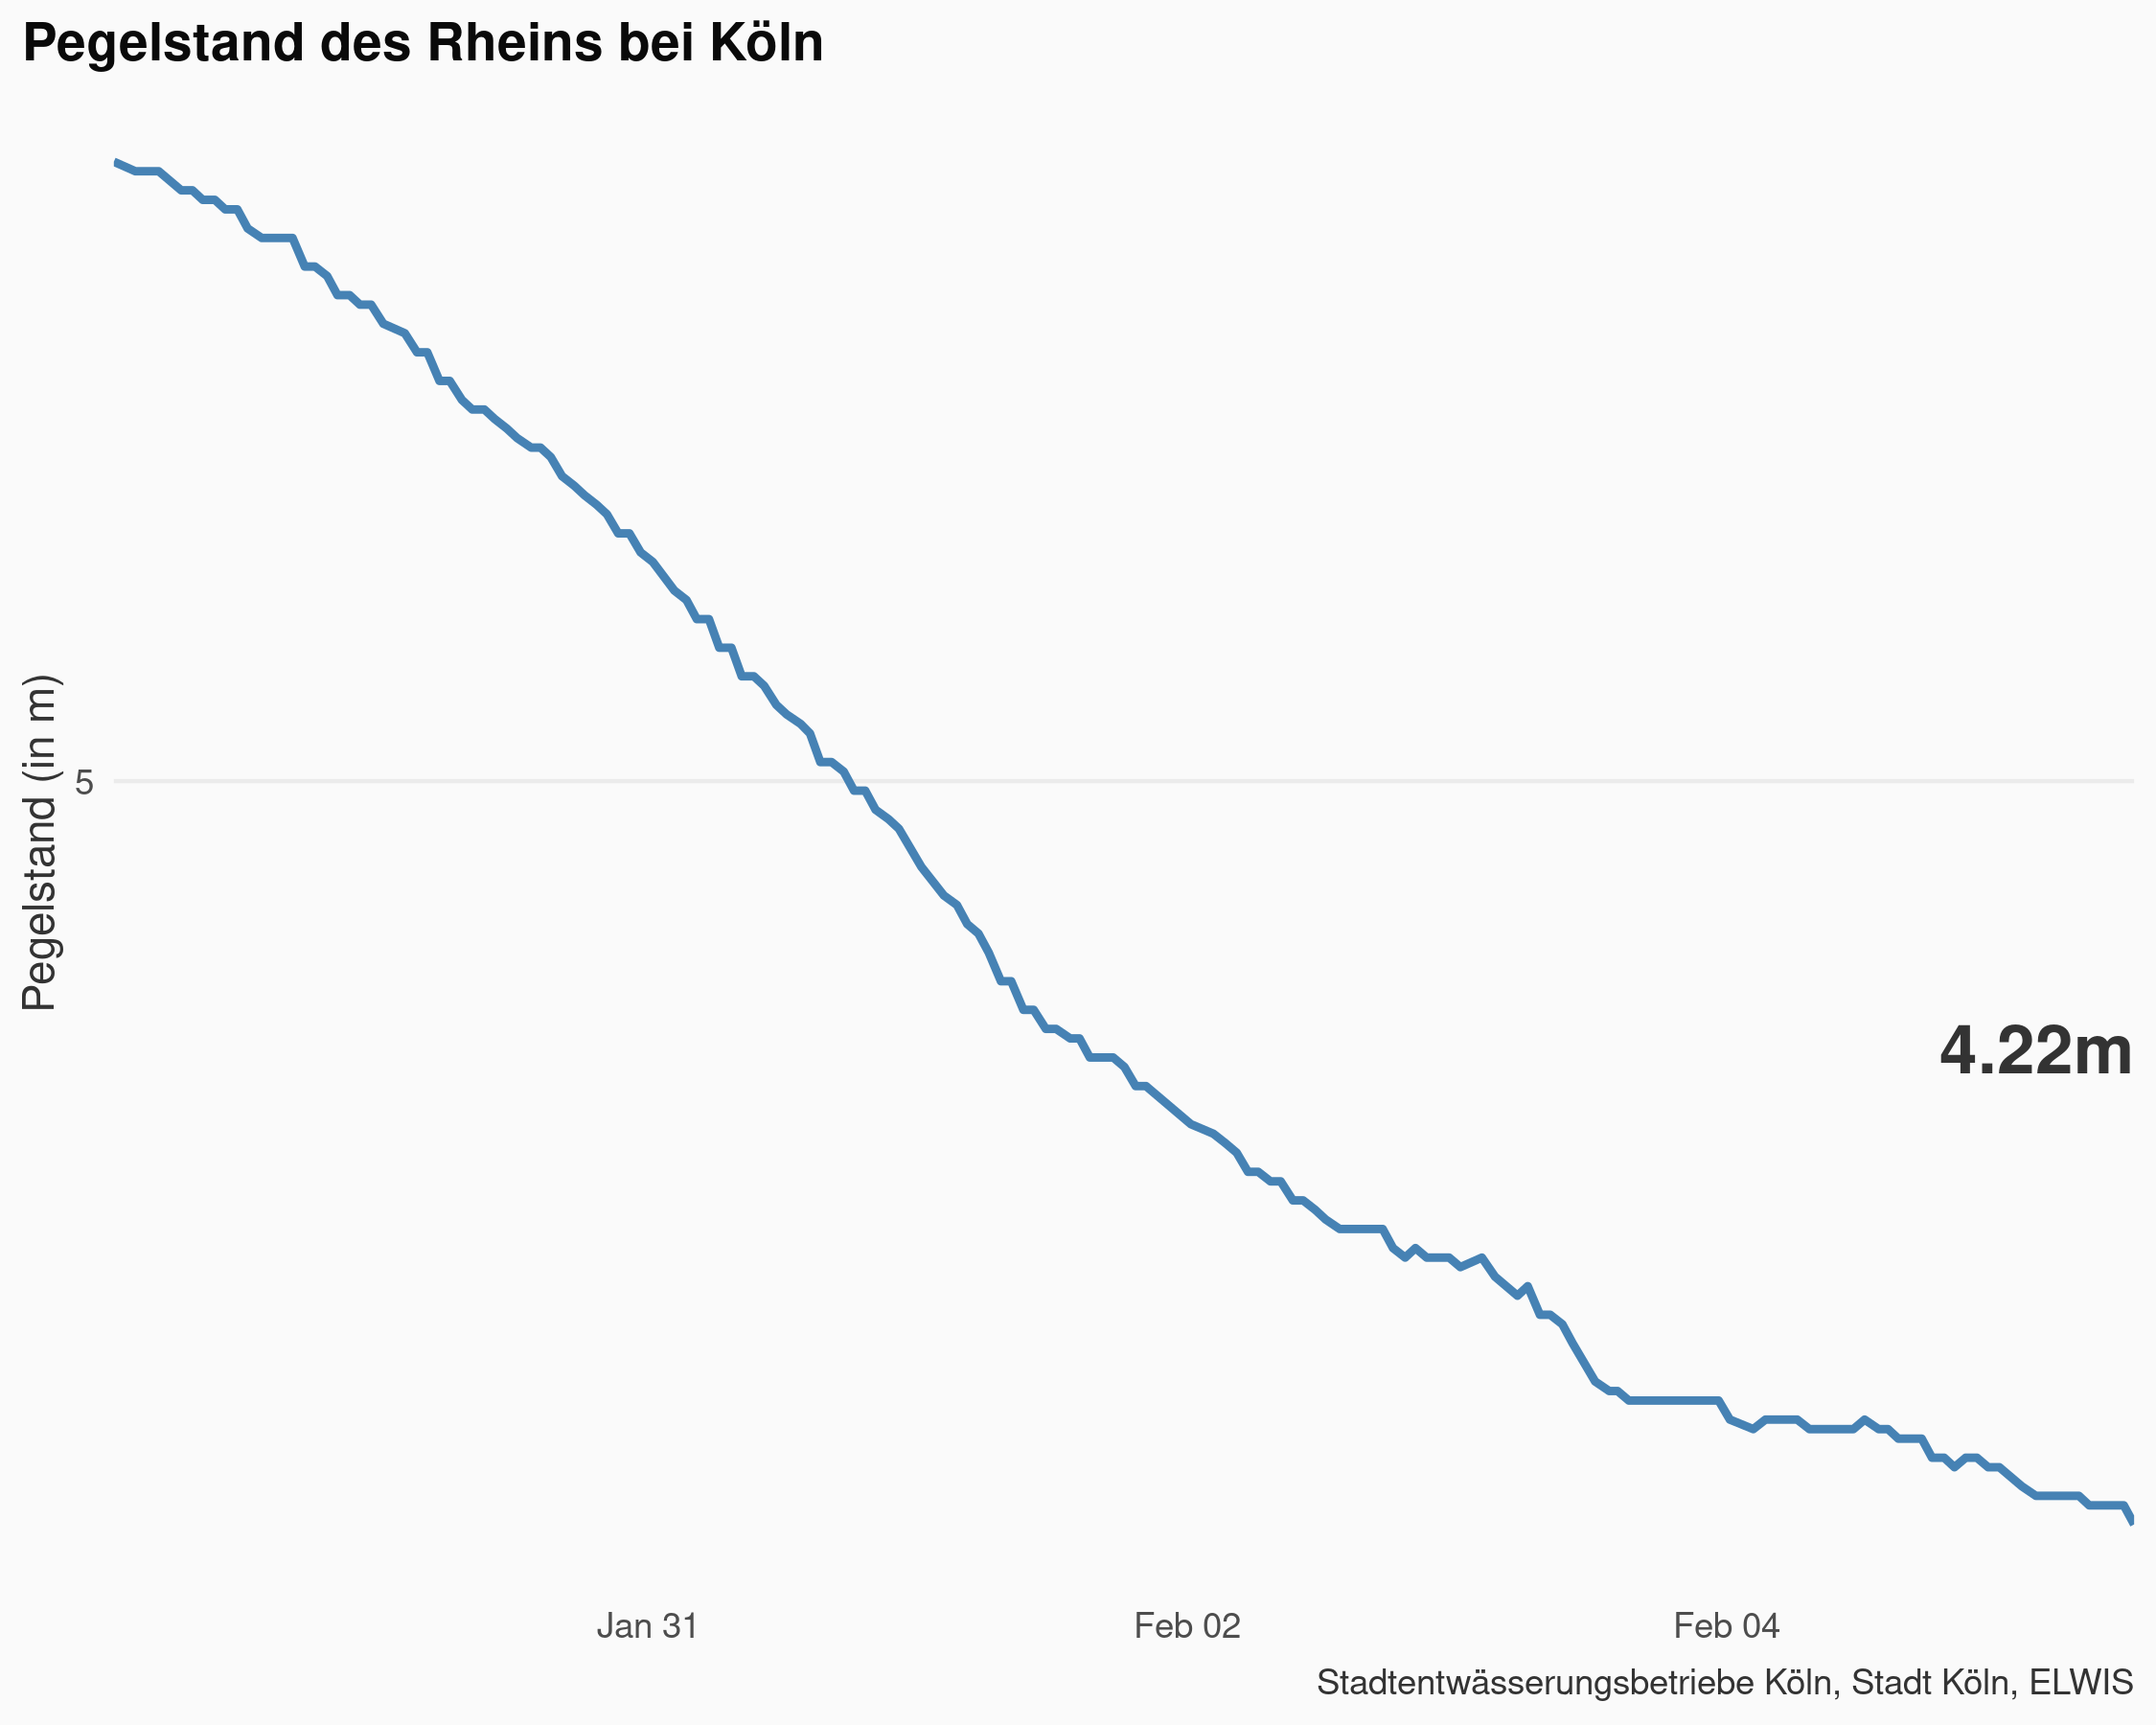 Pegelstand des Rheins bei Köln
Pegelstand (in m)
5
4.22m
Jan 31
Feb 02
Feb 04
Stadtentwässerungsbetriebe Köln, Stadt Köln, ELWIS